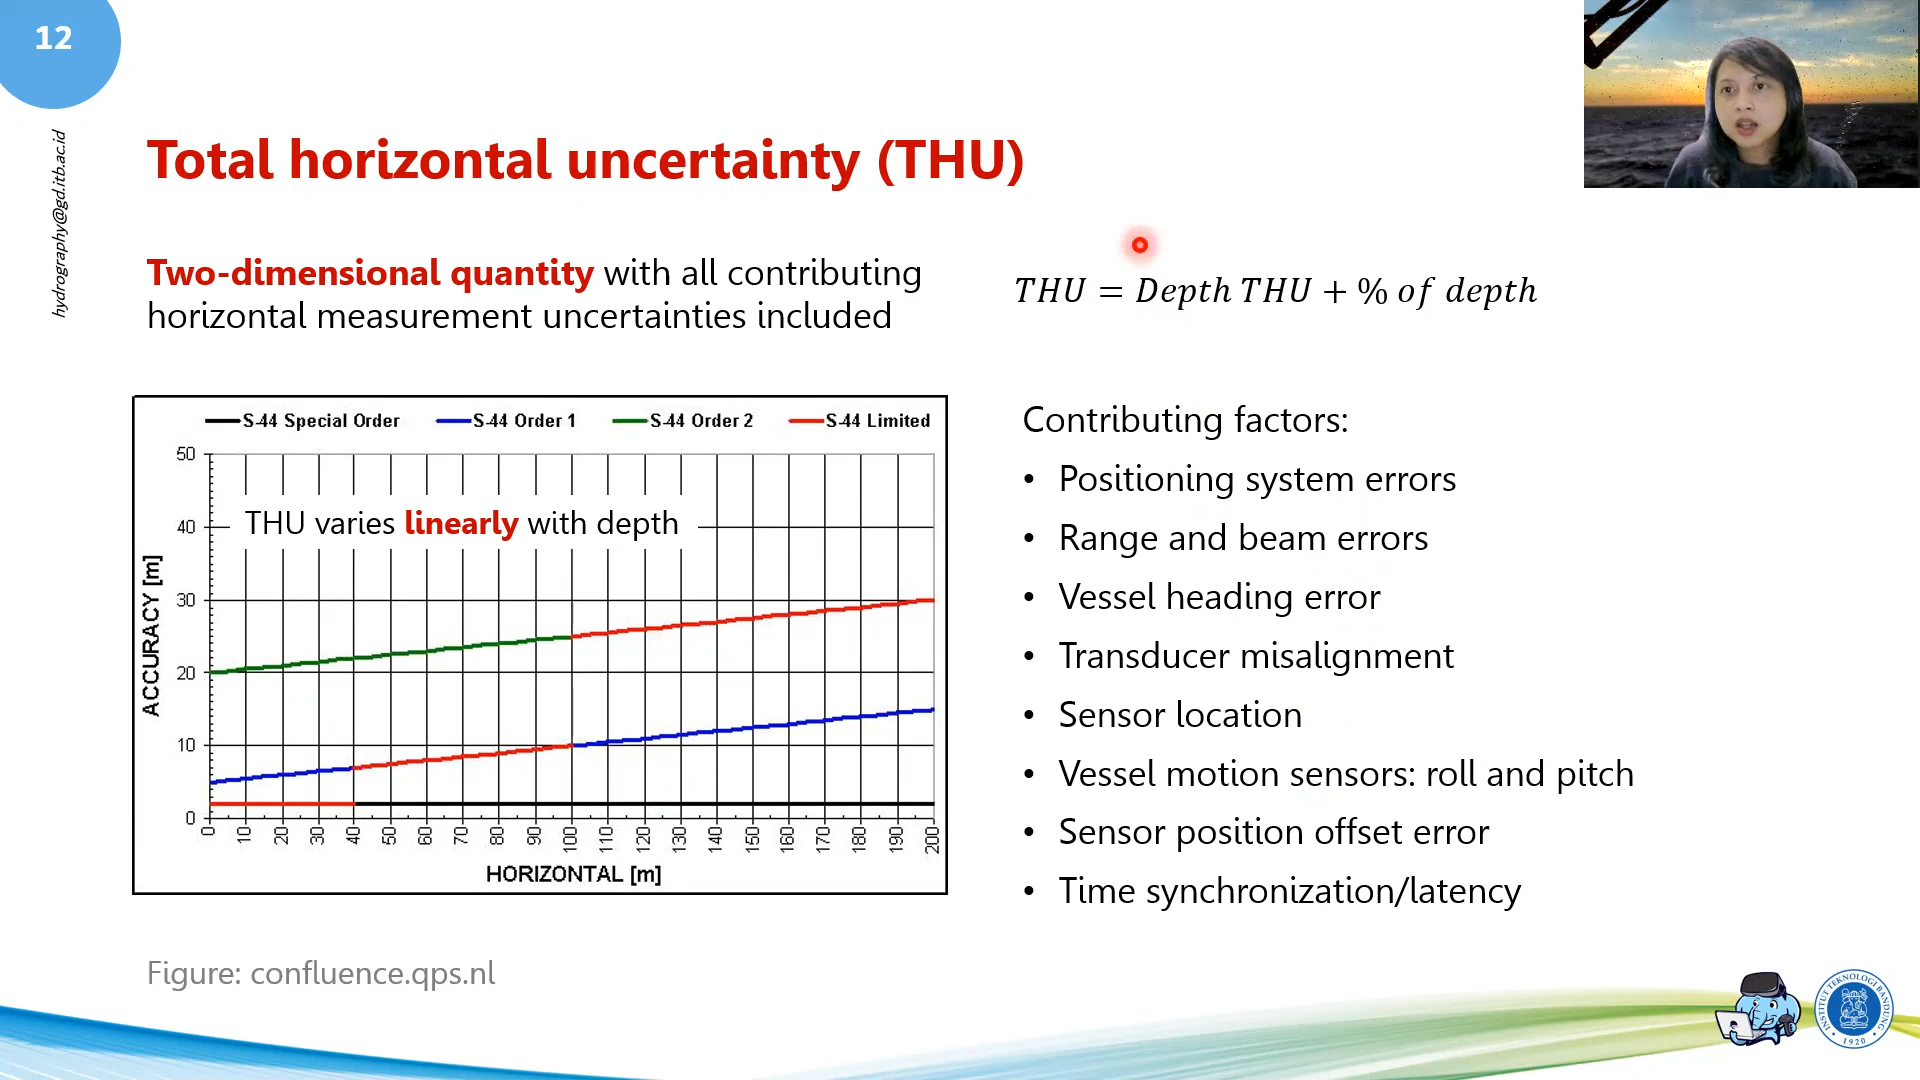 12
hydrography@gd.itb.ac.id
Total horizontal uncertainty (THU)
Two-dimensional quantity with all contributing
horizontal measurement uncertainties included
THU = Depth THU + % of depth
S-44 Special Order S-44 Order 1 S-44 Order 2 S-44 Limited
THU varies linearly with depth
ACCURACY [m]
50
40
30
20
10
0
0 10 20 30 40 50 60 70 80 90 100 110 120 130 140 150 160 170 180 190 200
HORIZONTAL [m]
Figure: confluence.qps.nl
Contributing factors:
• Positioning system errors
• Range and beam errors
• Vessel heading error
• Transducer misalignment
• Sensor location
• Vessel motion sensors: roll and pitch
• Sensor position offset error
• Time synchronization/latency
INSTITUT TEKNOLOGI BANDUNG
1920